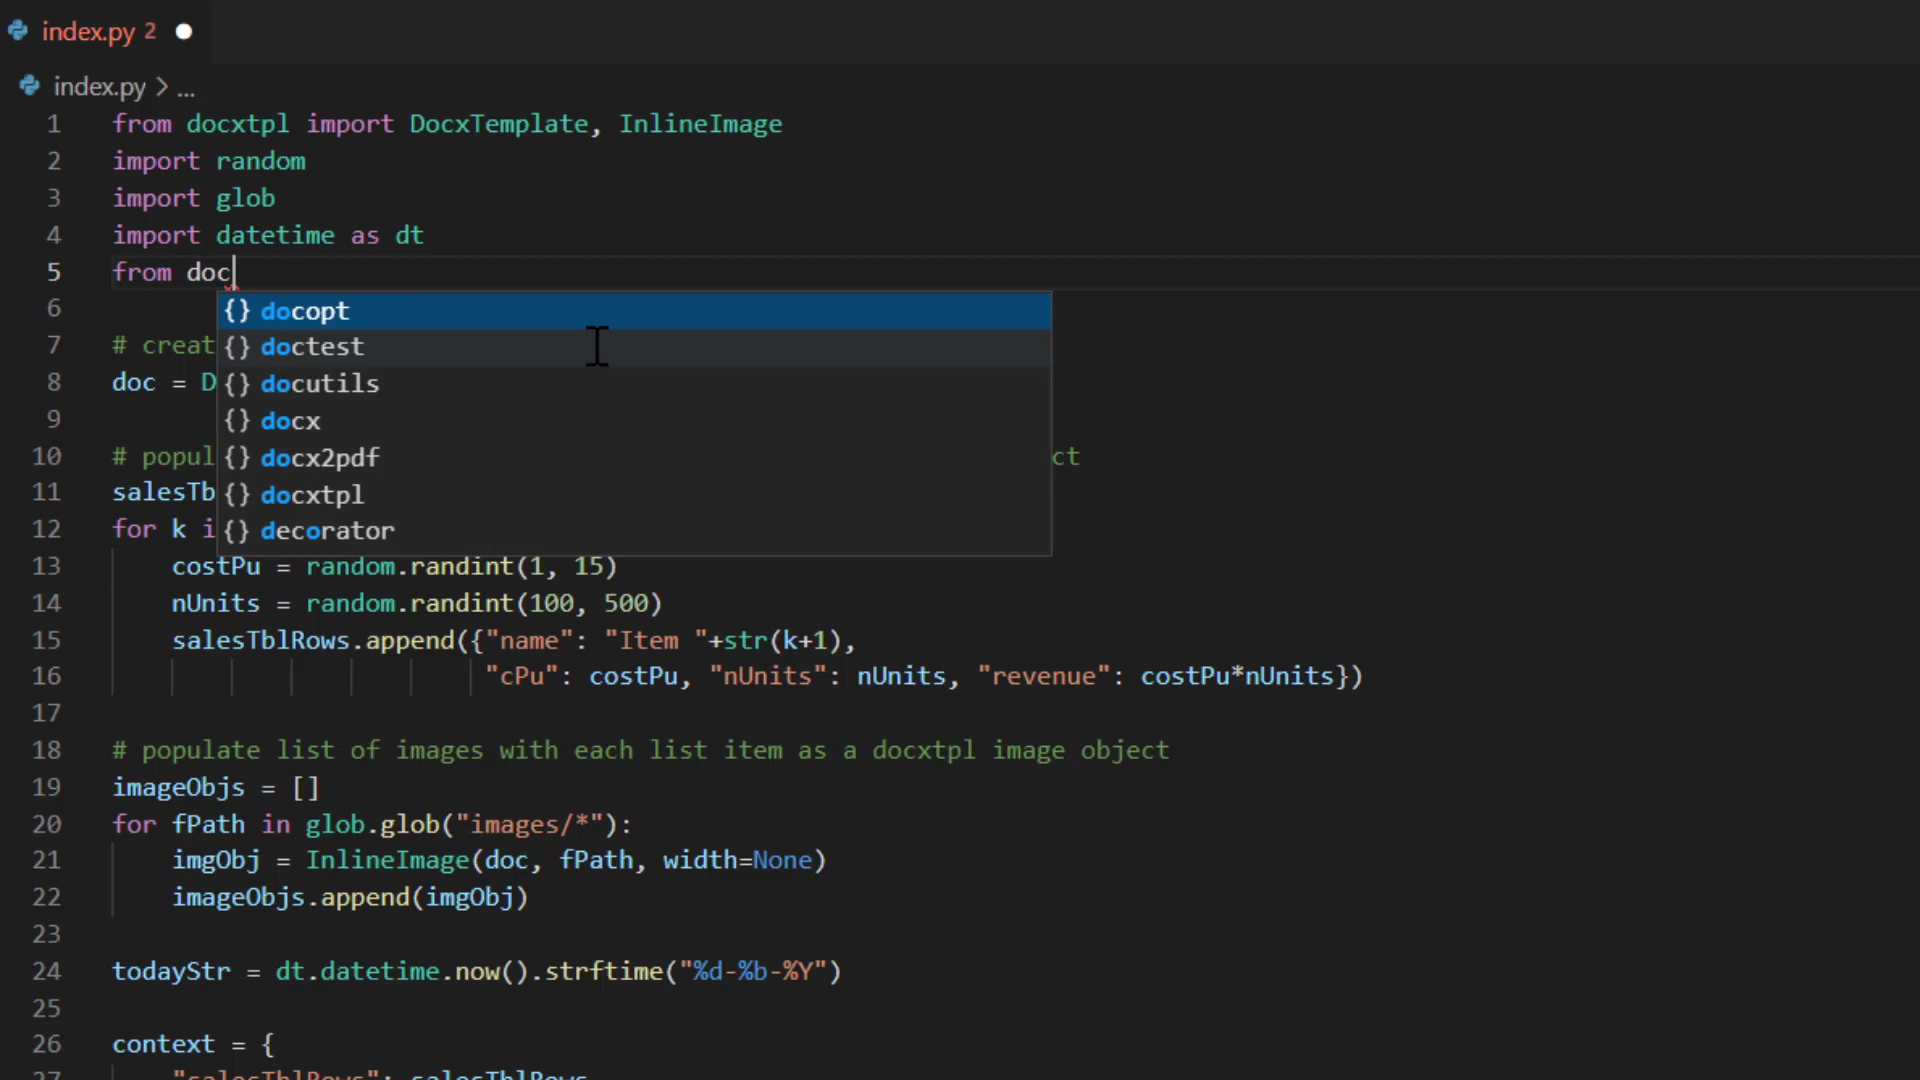 index.py 2
index.py > ...
1 from docxtpl import DocxTemplate, InlineImage
2 import random
3 import glob
4 import datetime as dt
5 from doc
6 {} docopt
7 # creat {} doctest
8 doc = D {} docutils
9 {} docx
10 # popul {} docx2pdf ct
11 salesTb {} docxtpl
12 for k i {} decorator
13 costPu = random.randint(1, 15)
14 nUnits = random.randint(100, 500)
15 salesTblRows.append({"name": "Item "+str(k+1),
16 "cPu": costPu, "nUnits": nUnits, "revenue": costPu*nUnits})
17
18 # populate list of images with each list item as a docxtpl image object
19 imageObjs = []
20 for fPath in glob.glob("images/*"):
21 imgObj = InlineImage(doc, fPath, width=None)
22 imageObjs.append(imgObj)
23
24 todayStr = dt.datetime.now().strftime("%d-%b-%Y")
25
26 context = {
27 "salesTblRows": salesTblRows